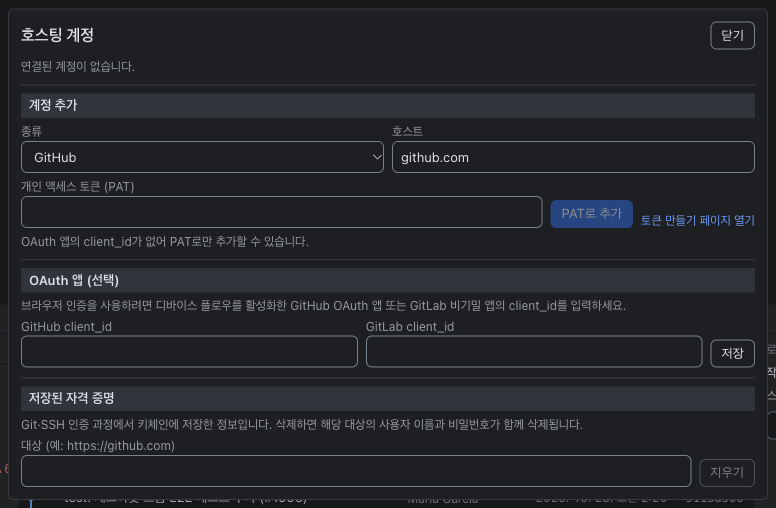 호스팅 계정
닫기
연결된 계정이 없습니다.
계정 추가
종류
호스트
GitHub
github.com
개인 액세스 토큰 (PAT)
PAT로 추가
토큰 만들기 페이지 열기
OAuth 앱의 client_id가 없어 PAT로만 추가할 수 있습니다.
OAuth 앱 (선택)
브라우저 인증을 사용하려면 디바이스 플로우를 활성화한 GitHub OAuth 앱 또는 GitLab 비기밀 앱의 client_id를 입력하세요.
GitHub client_id
GitLab client_id
저장
저장된 자격 증명
Git·SSH 인증 과정에서 키체인에 저장한 정보입니다. 삭제하면 해당 대상의 사용자 이름과 비밀번호가 함께 삭제됩니다.
대상 (예: https://github.com)
지우기